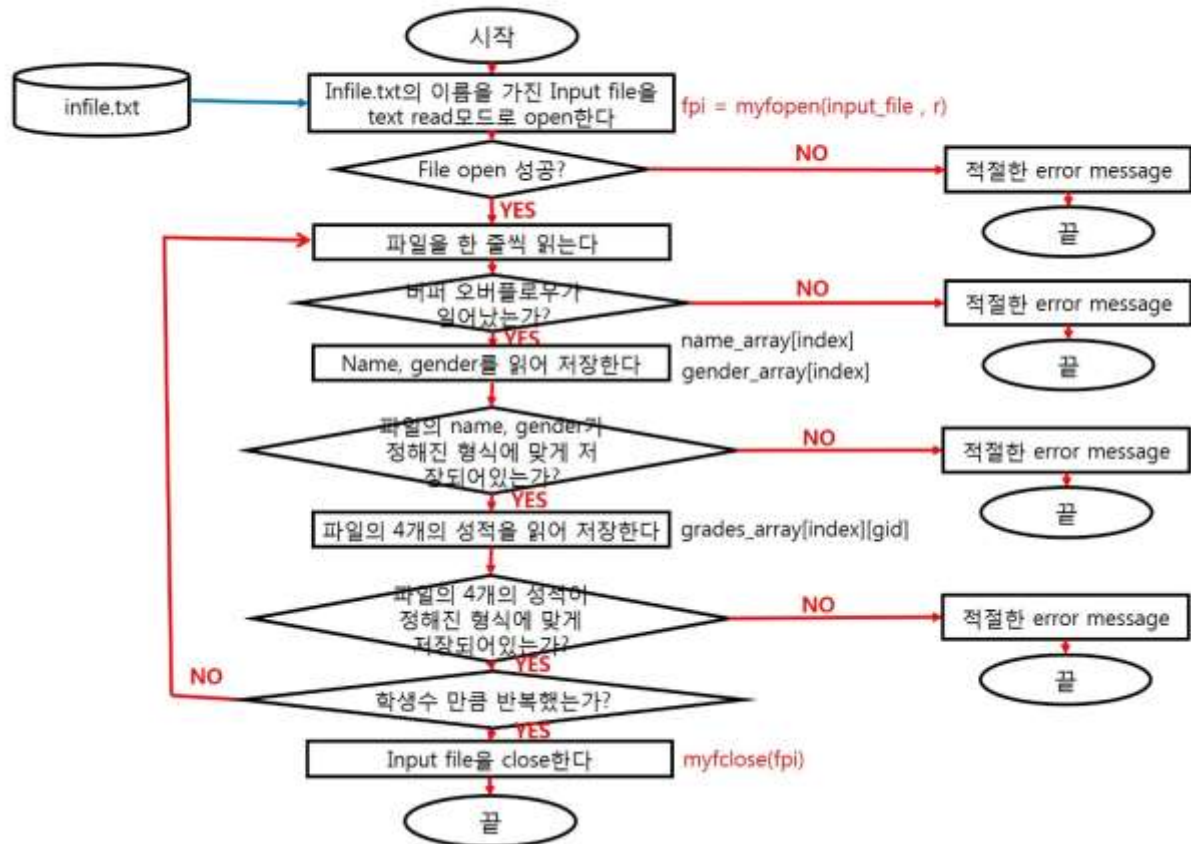 시작
infile.txt
Infile.txt의 이름을 가진 Input file을
text read모드로 open한다
fpi = myfopen(input_file , r)
File open 성공?
NO
적절한 error message
끝
YES
파일을 한 줄씩 읽는다
버퍼 오버플로우가
일어났는가?
NO
적절한 error message
끝
YES
Name, gender를 읽어 저장한다
name_array[index]
gender_array[index]
파일의 name, gender가
정해진 형식에 맞게 저
장되어있는가?
NO
적절한 error message
끝
YES
파일의 4개의 성적을 읽어 저장한다
grades_array[index][gid]
파일의 4개의 성적이
정해진 형식에 맞게
저장되어있는가?
NO
적절한 error message
끝
YES
NO
학생수 만큼 반복했는가?
YES
Input file을 close한다
myfclose(fpi)
끝